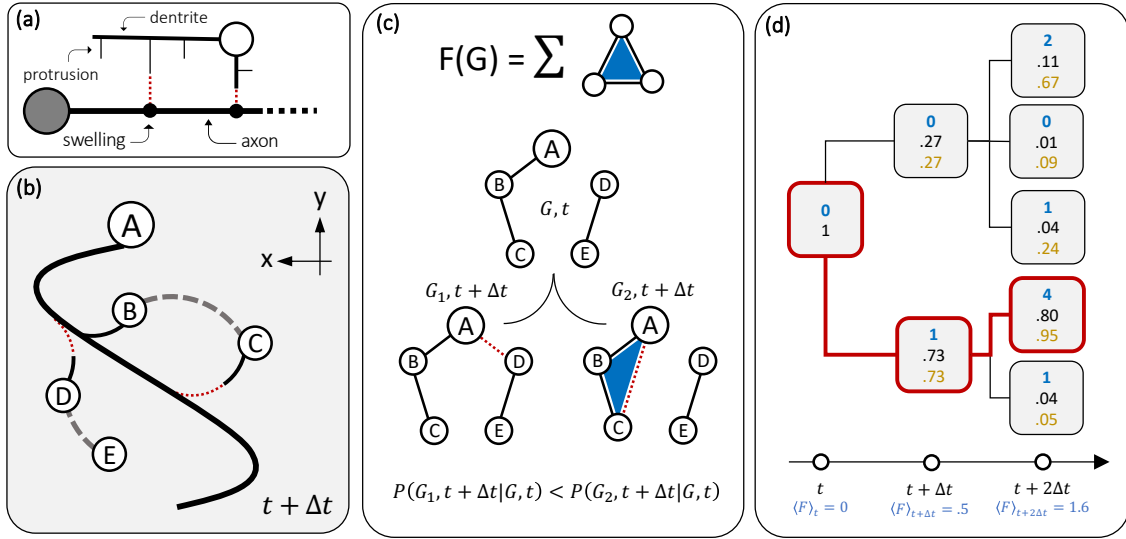 (a)
dentrite
protrusion
swelling
axon
(b)
y
x
A
B
C
D
E
t + Δt
(c)
F(G) = ∑
A
B
D
G, t
C
E
G₁, t + Δt
G₂, t + Δt
A
A
B
D
B
D
C
E
C
E
P(G₁, t + Δt|G, t) < P(G₂, t + Δt|G, t)
(d)
2
.11
.67
0
.27
.27
0
.01
.09
0
1
1
.04
.24
4
.80
.95
1
.73
.73
1
.04
.05
t
t + Δt
t + 2Δt
⟨F⟩ₜ = 0
⟨F⟩ₜ₊Δₜ = .5
⟨F⟩ₜ₊₂Δₜ = 1.6